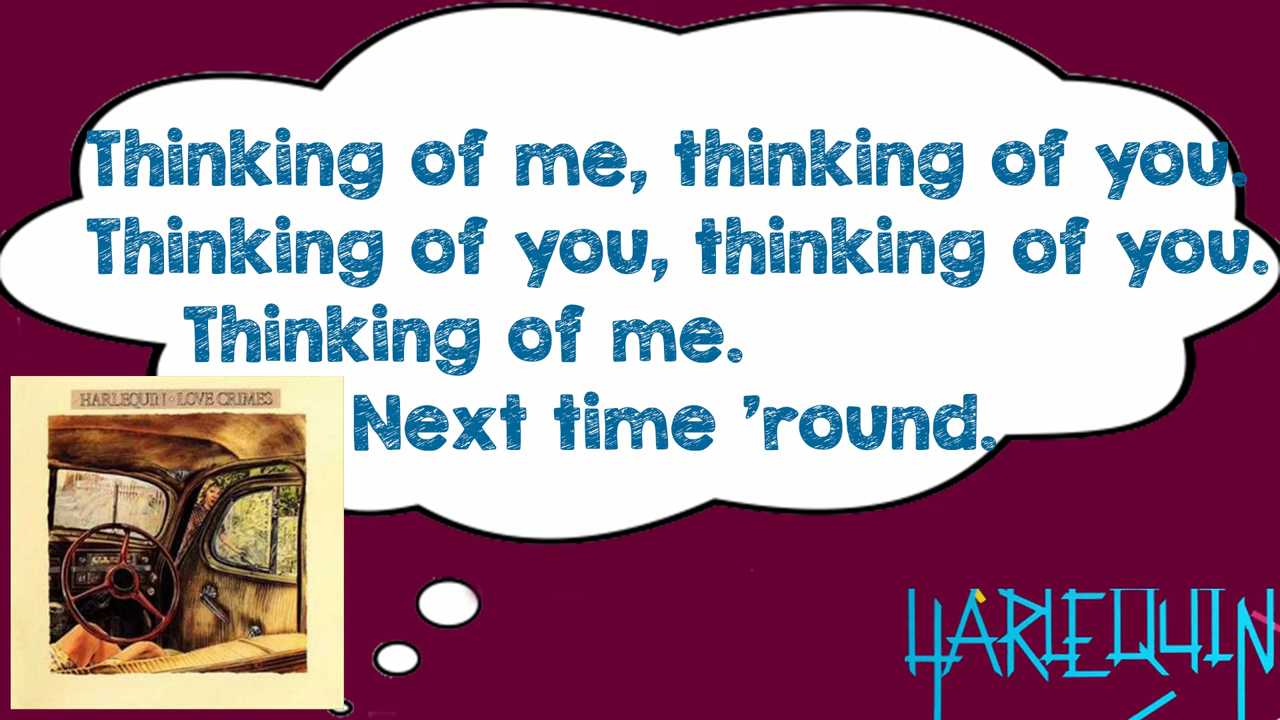 Thinking of me, thinking of you.
Thinking of you, thinking of you.
Thinking of me.
Next time ’round.
HARLEQUIN · LOVE CRIMES
HARLEQUIN